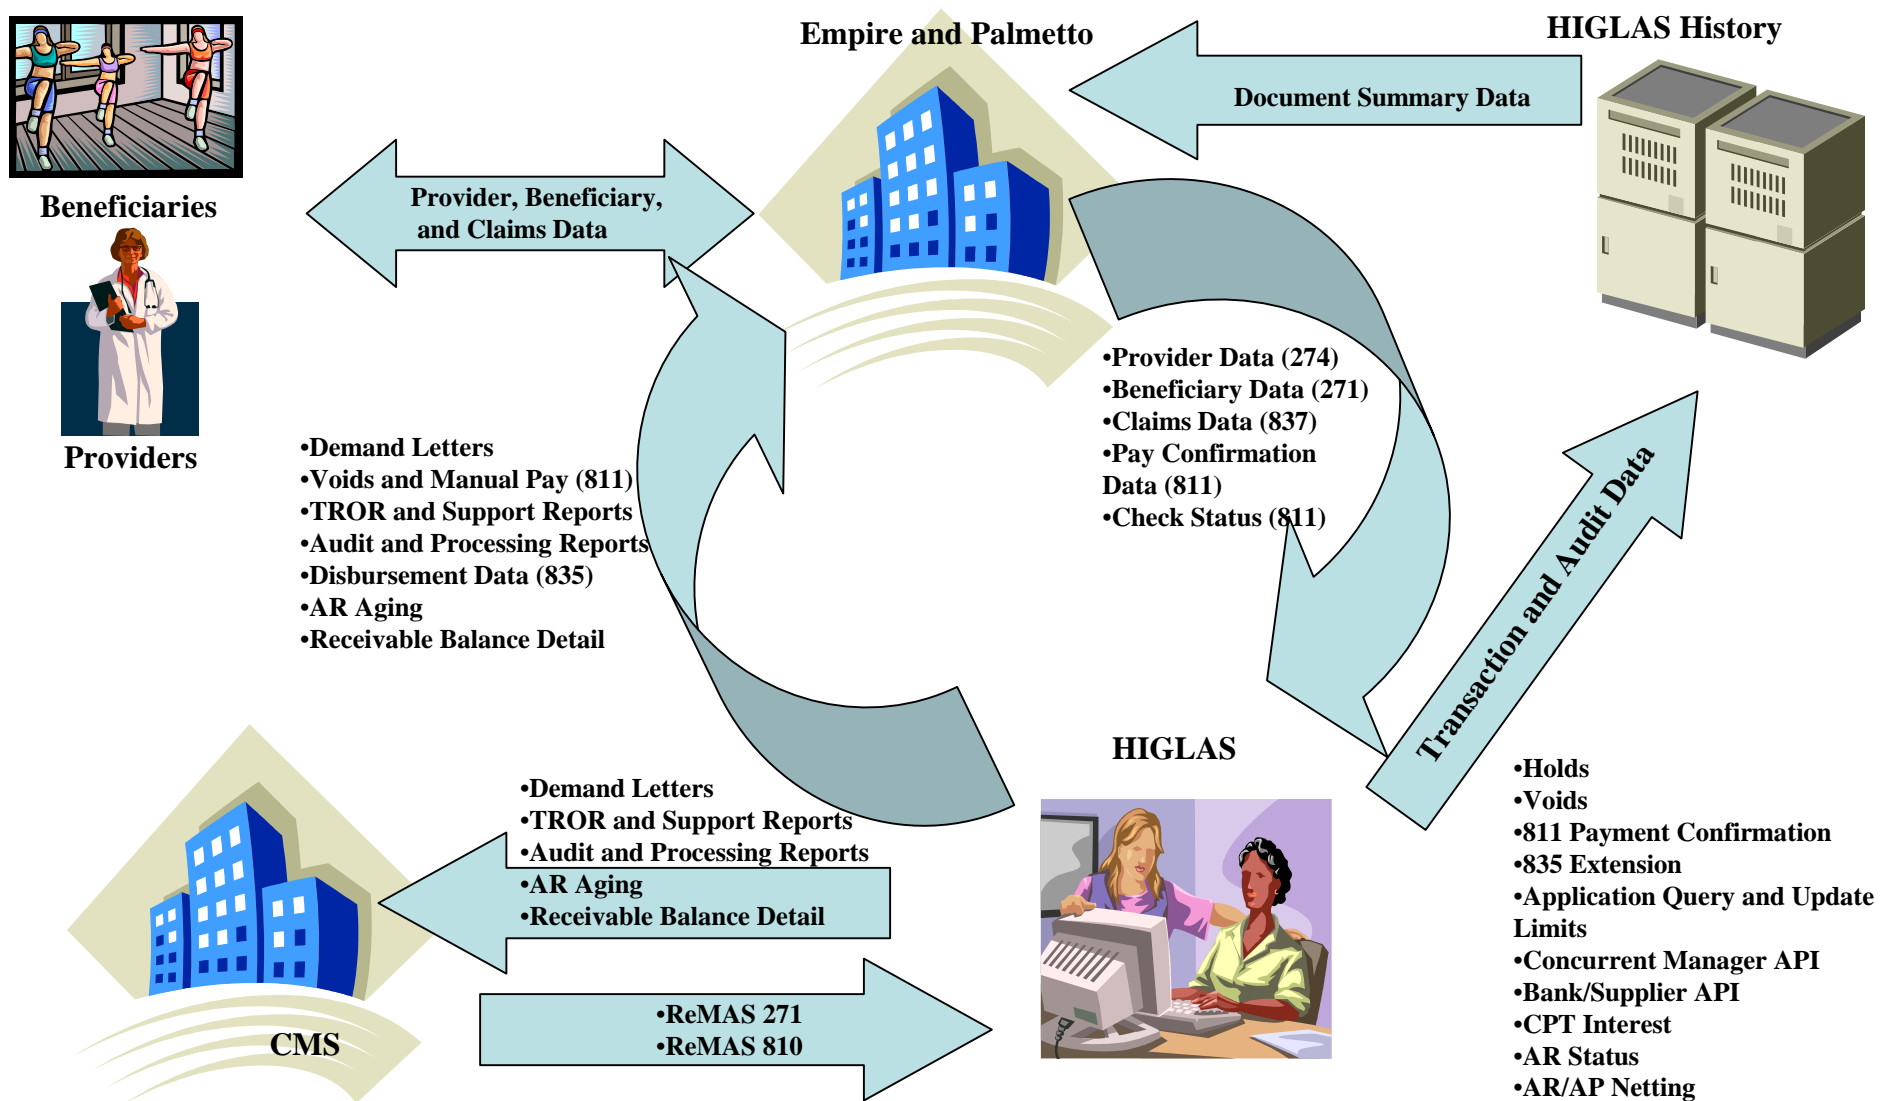 Empire and Palmetto
HIGLAS History
Document Summary Data
Beneficiaries
Provider, Beneficiary,
and Claims Data
Providers
•Provider Data (274)
•Beneficiary Data (271)
•Claims Data (837)
•Pay Confirmation
Data (811)
•Check Status (811)
•Demand Letters
•Voids and Manual Pay (811)
•TROR and Support Reports
•Audit and Processing Reports
•Disbursement Data (835)
•AR Aging
•Receivable Balance Detail
Transaction and Audit Data
HIGLAS
•Demand Letters
•TROR and Support Reports
•Audit and Processing Reports
•AR Aging
•Receivable Balance Detail
•ReMAS 271
•ReMAS 810
CMS
•Holds
•Voids
•811 Payment Confirmation
•835 Extension
•Application Query and Update
Limits
•Concurrent Manager API
•Bank/Supplier API
•CPT Interest
•AR Status
•AR/AP Netting